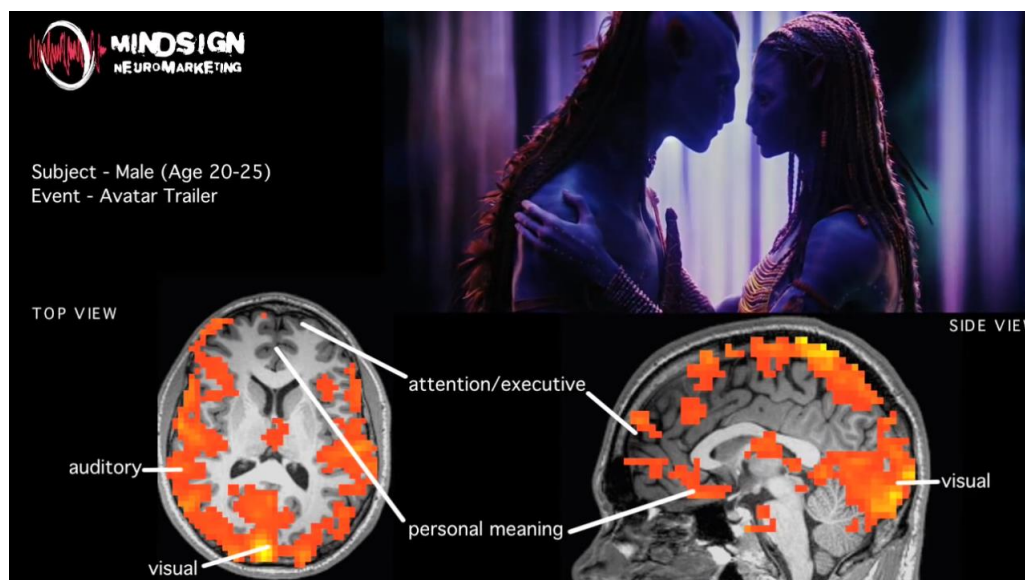 MINDSIGN
NEUROMARKETING
Subject - Male (Age 20-25)
Event - Avatar Trailer
TOP VIEW
SIDE VIEW
attention/executive
auditory
visual
personal meaning
visual